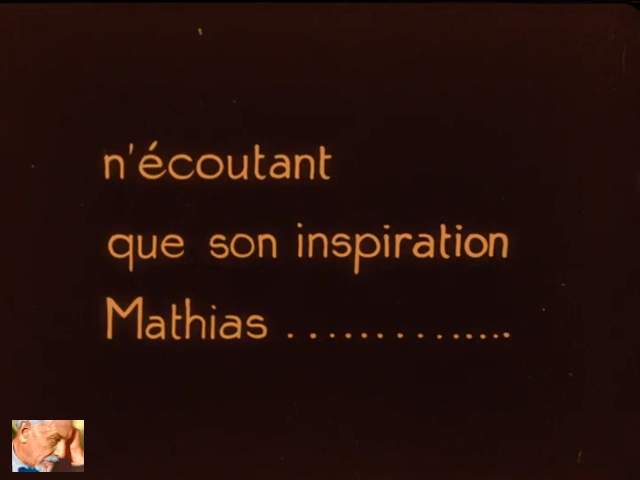 n'écoutant
que son inspiration
Mathias ..............